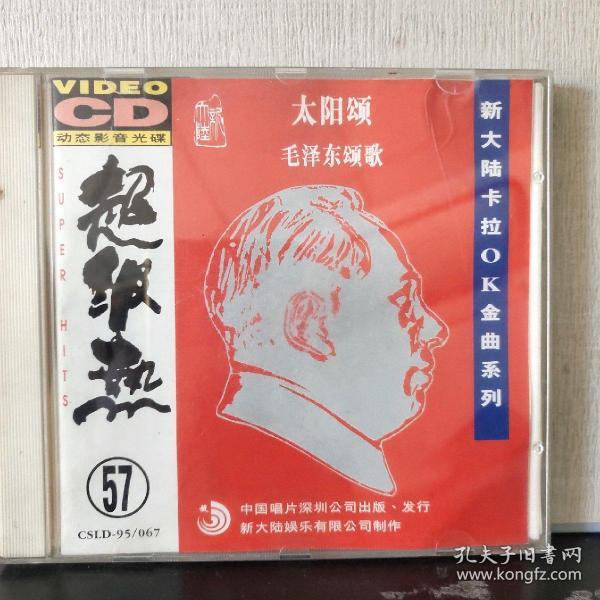 VIDEO
CD
动态影音光碟
超级热
SUPER HITS
57
CSLD-95/067
新大陆
太阳颂
毛泽东颂歌
新大陆卡拉OK金曲系列
中国唱片深圳公司出版、发行
新大陆娱乐有限公司制作
孔夫子旧书网
www.kongfz.com